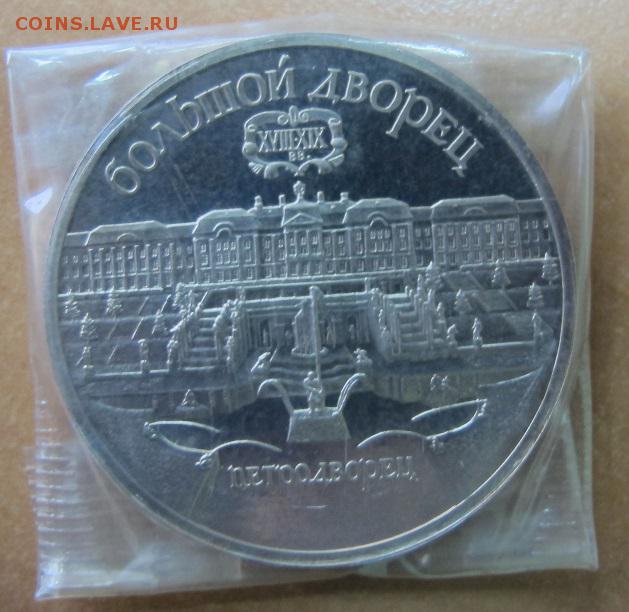 COINS.LAVE.RU
БОЛЬШОЙ ДВОРЕЦ
XVIII-XIX
ВВ.
ПЕТРОДВОРЕЦ